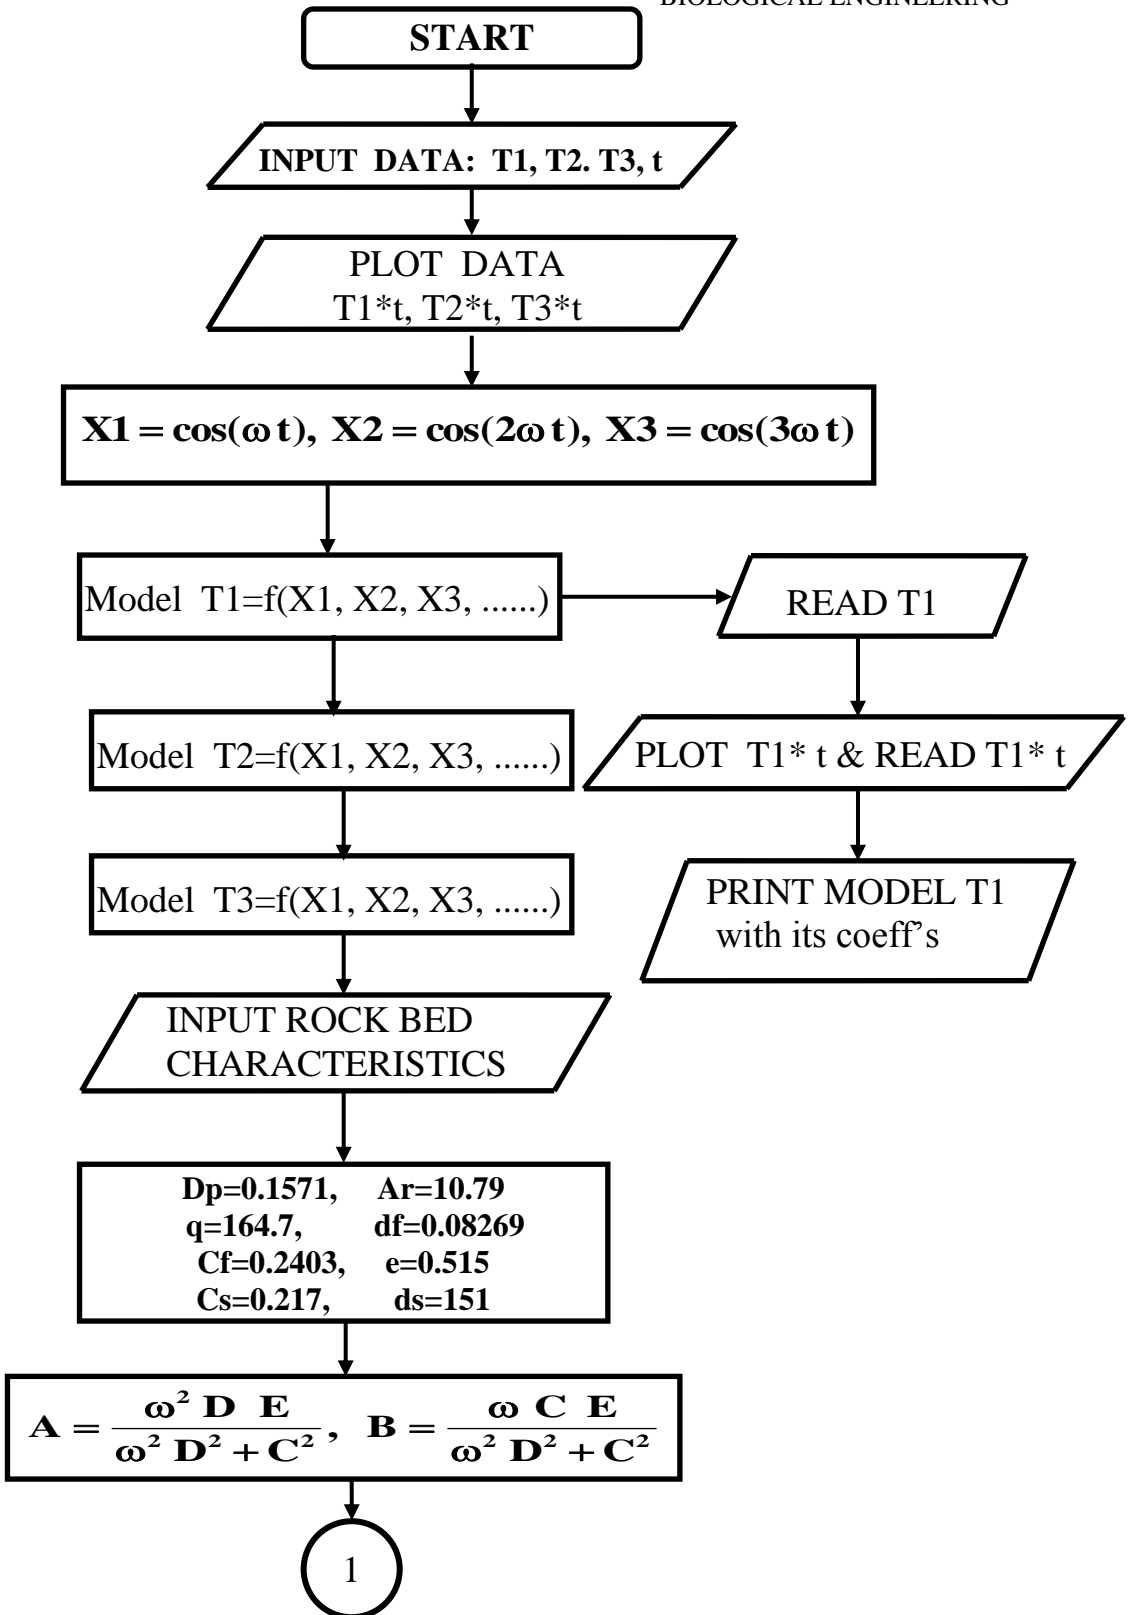 BIOLOGICAL ENGINEERING
START
INPUT DATA: T1, T2. T3, t
PLOT DATA
T1*t, T2*t, T3*t
X1 = cos(ω t), X2 = cos(2ω t), X3 = cos(3ω t)
Model T1=f(X1, X2, X3, ......)
READ T1
Model T2=f(X1, X2, X3, ......)
PLOT T1* t & READ T1* t
Model T3=f(X1, X2, X3, ......)
PRINT MODEL T1
with its coeff's
INPUT ROCK BED
CHARACTERISTICS
Dp=0.1571, Ar=10.79
q=164.7, df=0.08269
Cf=0.2403, e=0.515
Cs=0.217, ds=151
A = ω² D E / ω² D² + C², B = ω C E / ω² D² + C²
1